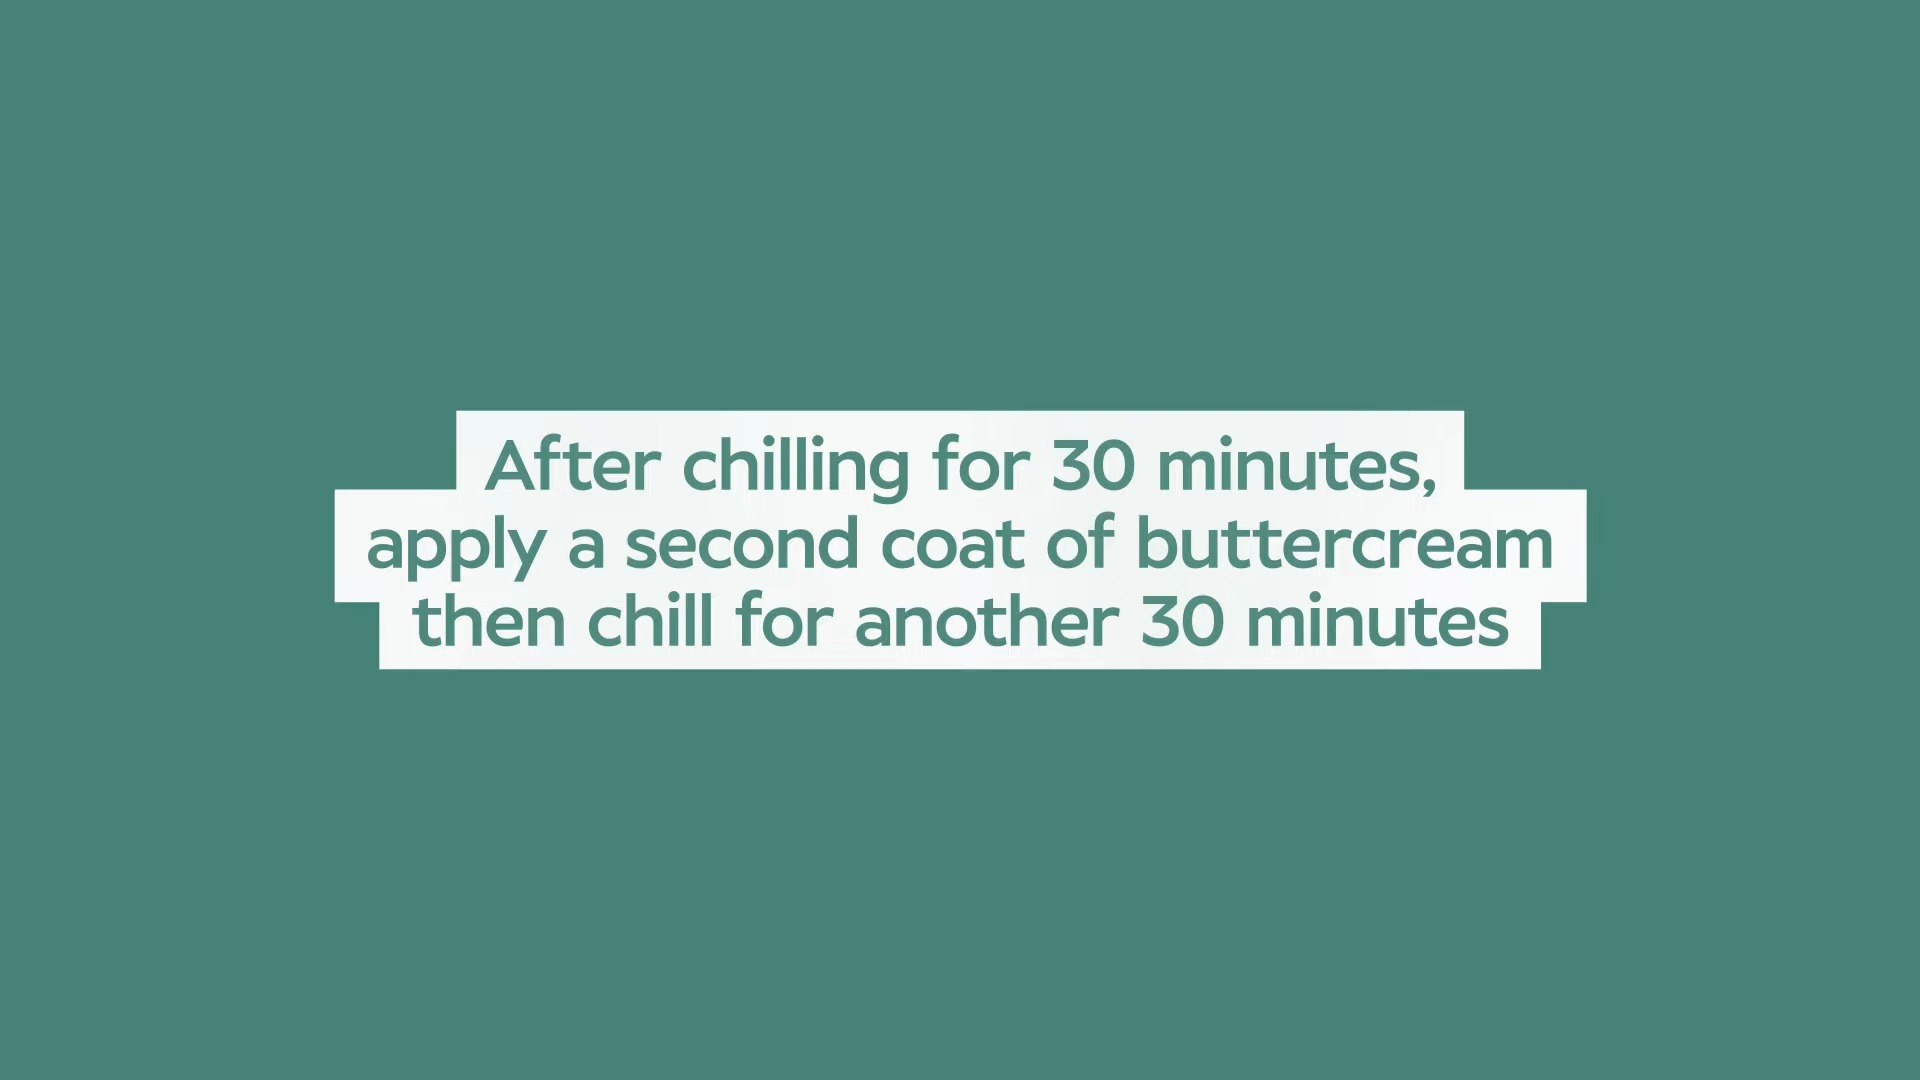 After chilling for 30 minutes,
apply a second coat of buttercream
then chill for another 30 minutes